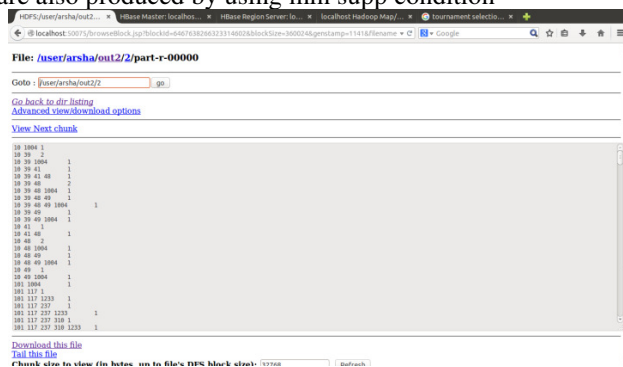 are also produced by using min supp condition
HDFS:/user/arsha/out2... × HBase Master: localhos... × HBase Region Server: lo... × localhost Hadoop Map/... × tournament selectio... ×
localhost:50075/browseBlock.jsp?blockId=6467638266323314602&blockSize=360024&genstamp=1141&filename Google
File: /user/arsha/out2/2/part-r-00000
Goto : /user/arsha/out2/2 go
Go back to dir listing
Advanced view/download options
View Next chunk
10 1004 1
10 39 2
10 39 1004 1
10 39 41 1
10 39 41 48 1
10 39 48 2
10 39 48 1004 1
10 39 48 49 1
10 39 48 49 1004 1
10 39 49 1
10 39 49 1004 1
10 41 1
10 41 48 1
10 48 2
10 48 1004 1
10 48 49 1
10 48 49 1004 1
10 49 1
10 49 1004 1
101 1004 1
101 117 1
101 117 1233 1
101 117 237 1
101 117 237 1233 1
101 117 237 310 1
101 117 237 310 1233 1
Download this file
Tail this file
Chunk size to view (in bytes, up to file's DFS block size): 32768 Refresh